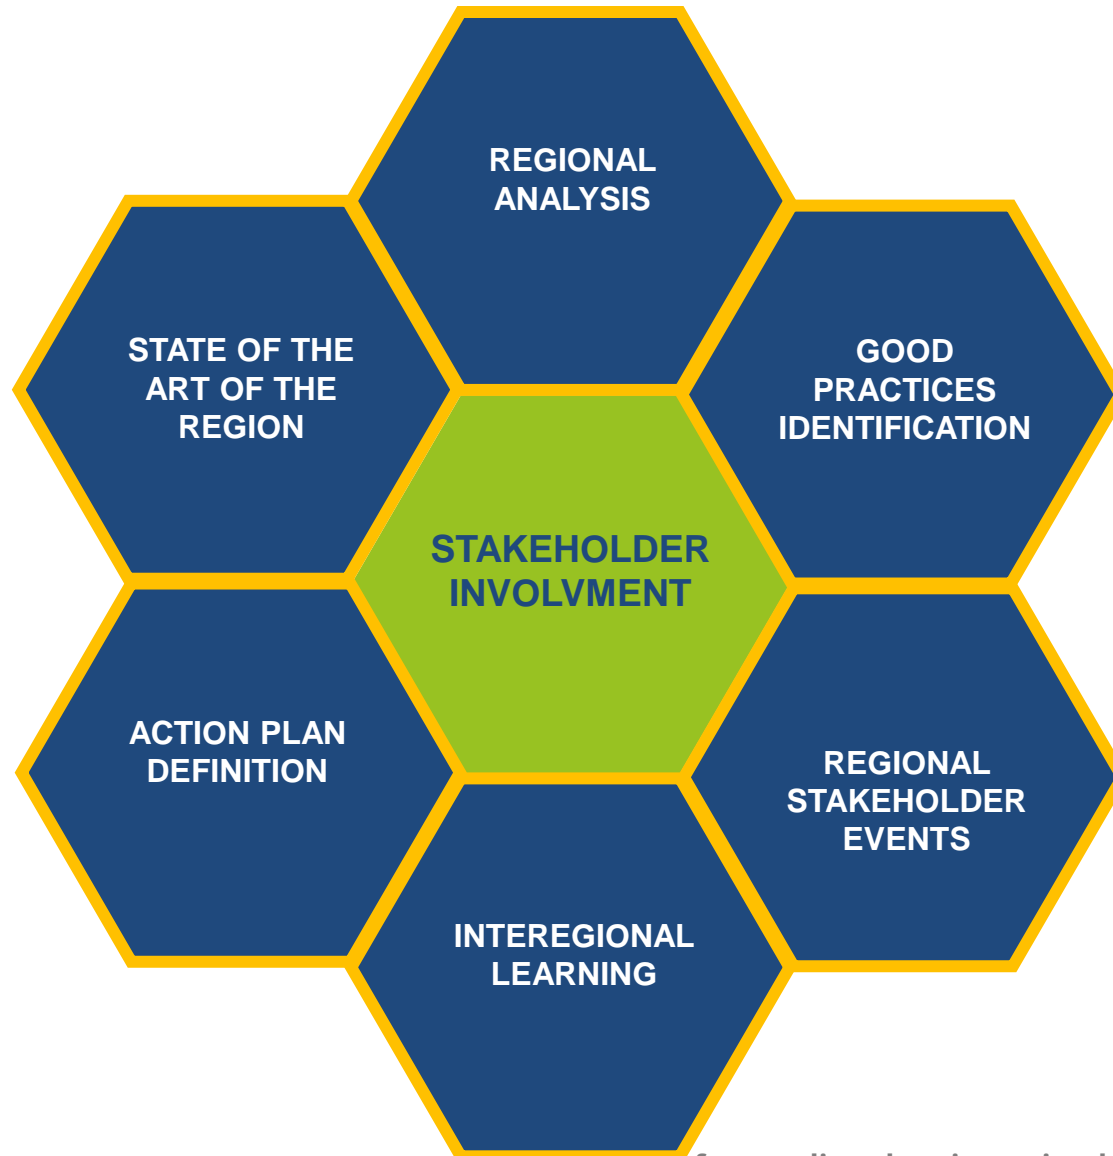 REGIONAL
ANALYSIS
STATE OF THE
ART OF THE
REGION
GOOD
PRACTICES
IDENTIFICATION
STAKEHOLDER
INVOLVMENT
ACTION PLAN
DEFINITION
REGIONAL
STAKEHOLDER
EVENTS
INTEREGIONAL
LEARNING